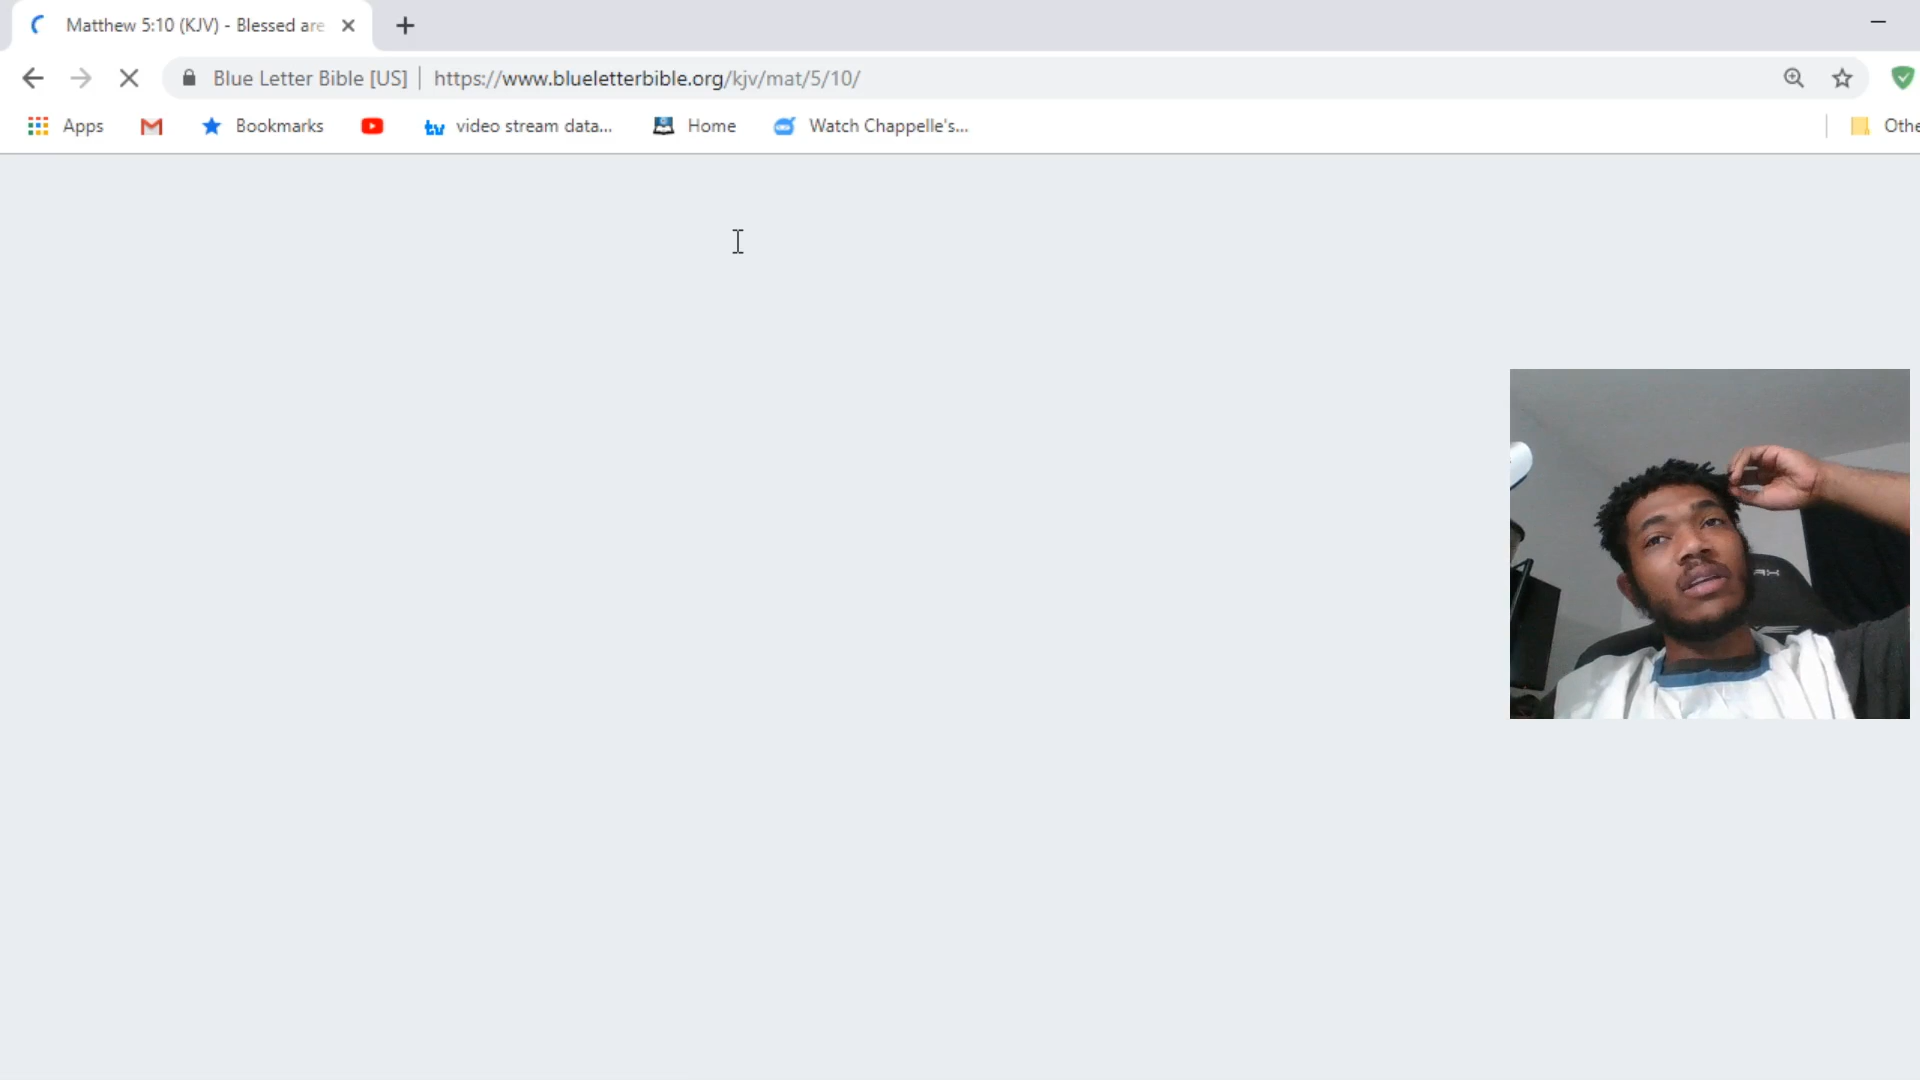 Matthew 5:10 (KJV) - Blessed are
Blue Letter Bible [US] | https://www.blueletterbible.org/kjv/mat/5/10/
Apps Bookmarks video stream data... Home Watch Chappelle's... Othe